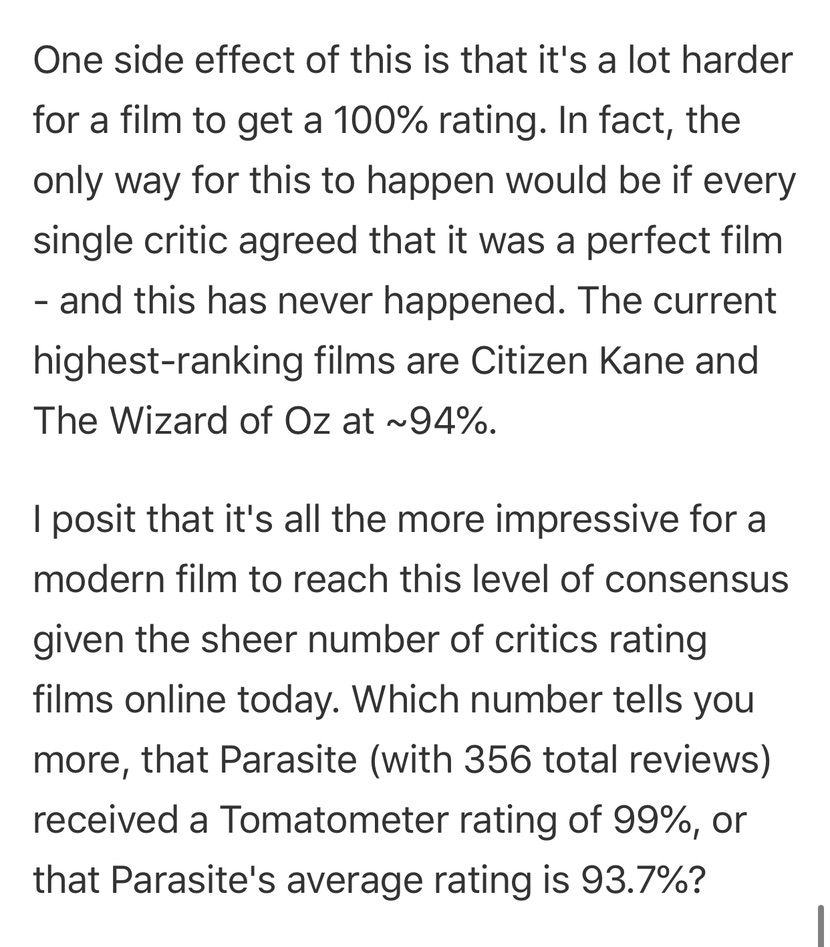 One side effect of this is that it's a lot harder
for a film to get a 100% rating. In fact, the
only way for this to happen would be if every
single critic agreed that it was a perfect film
- and this has never happened. The current
highest-ranking films are Citizen Kane and
The Wizard of Oz at ~94%.
I posit that it's all the more impressive for a
modern film to reach this level of consensus
given the sheer number of critics rating
films online today. Which number tells you
more, that Parasite (with 356 total reviews)
received a Tomatometer rating of 99%, or
that Parasite's average rating is 93.7%?